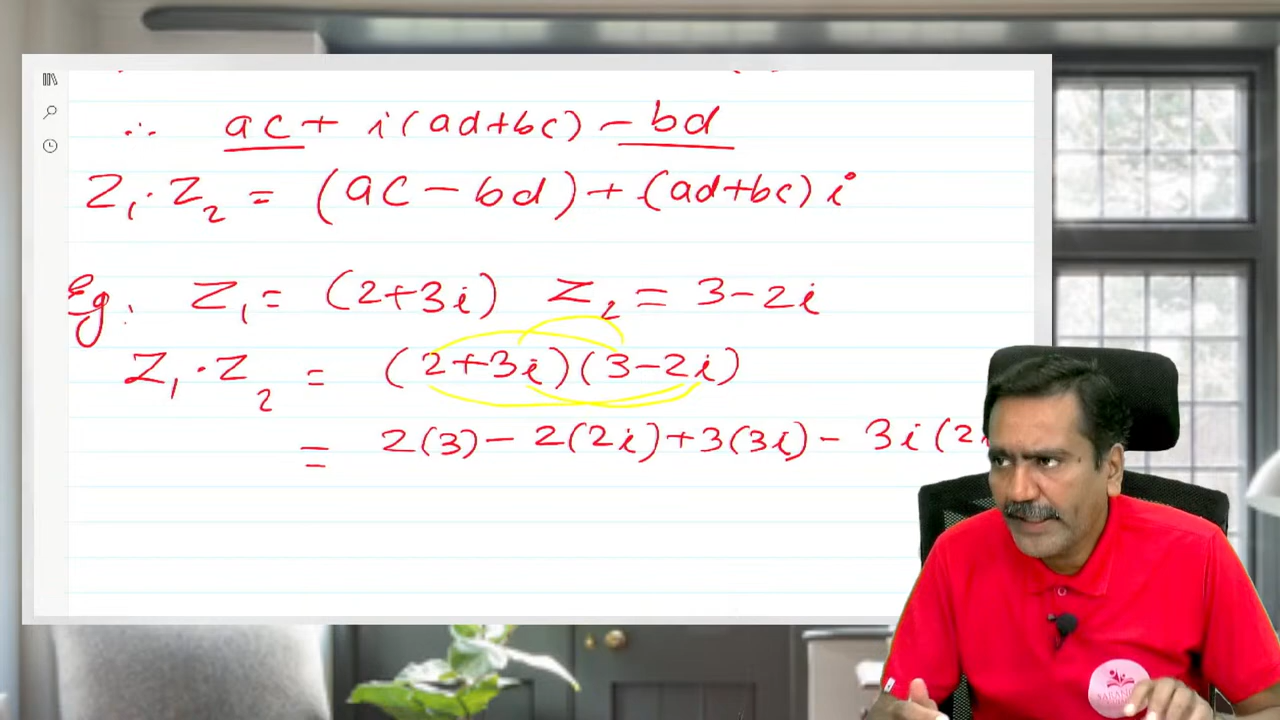 ∴ ac + i(ad+bc) - bd
Z₁·Z₂ = (ac - bd) + (ad+bc) i
Eg: Z₁ = (2+3i) Z₂ = 3-2i
Z₁·Z₂ = (2+3i)(3-2i)
= 2(3) - 2(2i) + 3(3i) - 3i(2i